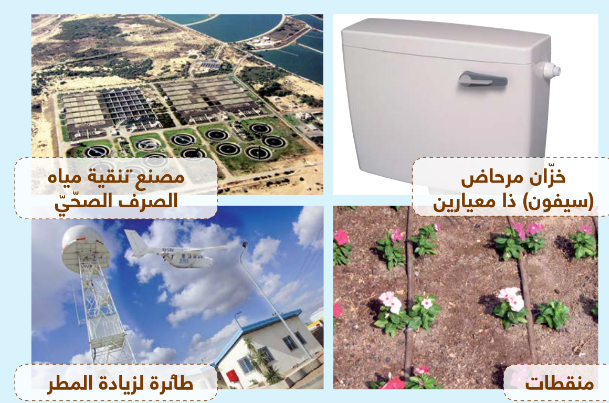 خزّان مرحاض
(سيفون) ذا معيارين
مصنع تنقية مياه
الصرف الصحّيّ
منقطات
طائرة لزيادة المطر